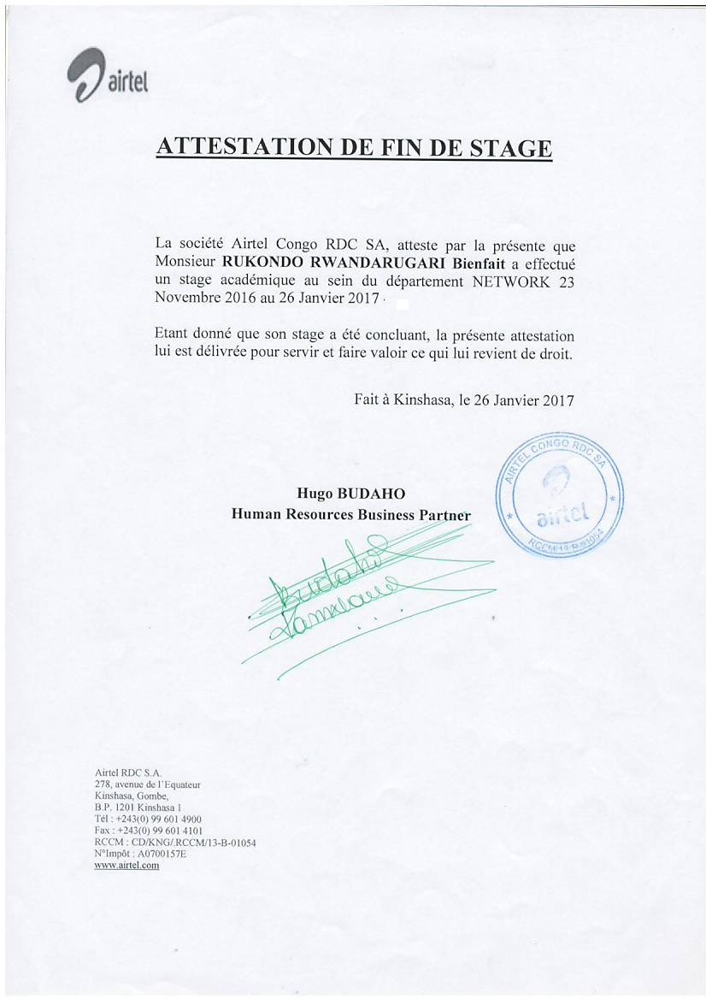 airtel
ATTESTATION DE FIN DE STAGE
La société Airtel Congo RDC SA, atteste par la présente que
Monsieur RUKONDO RWANDARUGARI Bienfait a effectué
un stage académique au sein du département NETWORK 23
Novembre 2016 au 26 Janvier 2017
Etant donné que son stage a été concluant, la présente attestation
lui est délivrée pour servir et faire valoir ce qui lui revient de droit.
Fait à Kinshasa, le 26 Janvier 2017
AIRTEL CONGO RDC SA
airtel
Hugo BUDAHO
Human Resources Business Partner
Budaho
Airtel RDC S.A.
278, avenue de l'Equateur
Kinshasa, Gombe,
B.P. 1201 Kinshasa 1
Tél : +243(0) 99 601 4900
Fax : +243(0) 99 601 4101
RCCM : CD/KNG/.RCCM/13-B-01054
N°Impôt : A0700157E
www.airtel.com